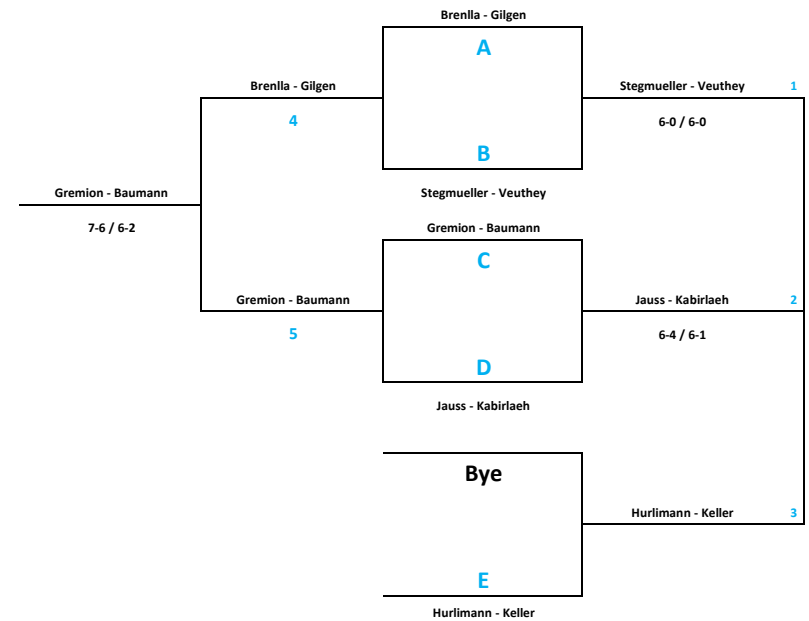 Brenlla - Gilgen
A
Brenlla - Gilgen
Stegmueller - Veuthey 1
4
6-0 / 6-0
B
Gremion - Baumann
Stegmueller - Veuthey
7-6 / 6-2
Gremion - Baumann
C
Gremion - Baumann
Jauss - Kabirlaeh 2
5
6-4 / 6-1
D
Jauss - Kabirlaeh
Bye
Hurlimann - Keller 3
E
Hurlimann - Keller